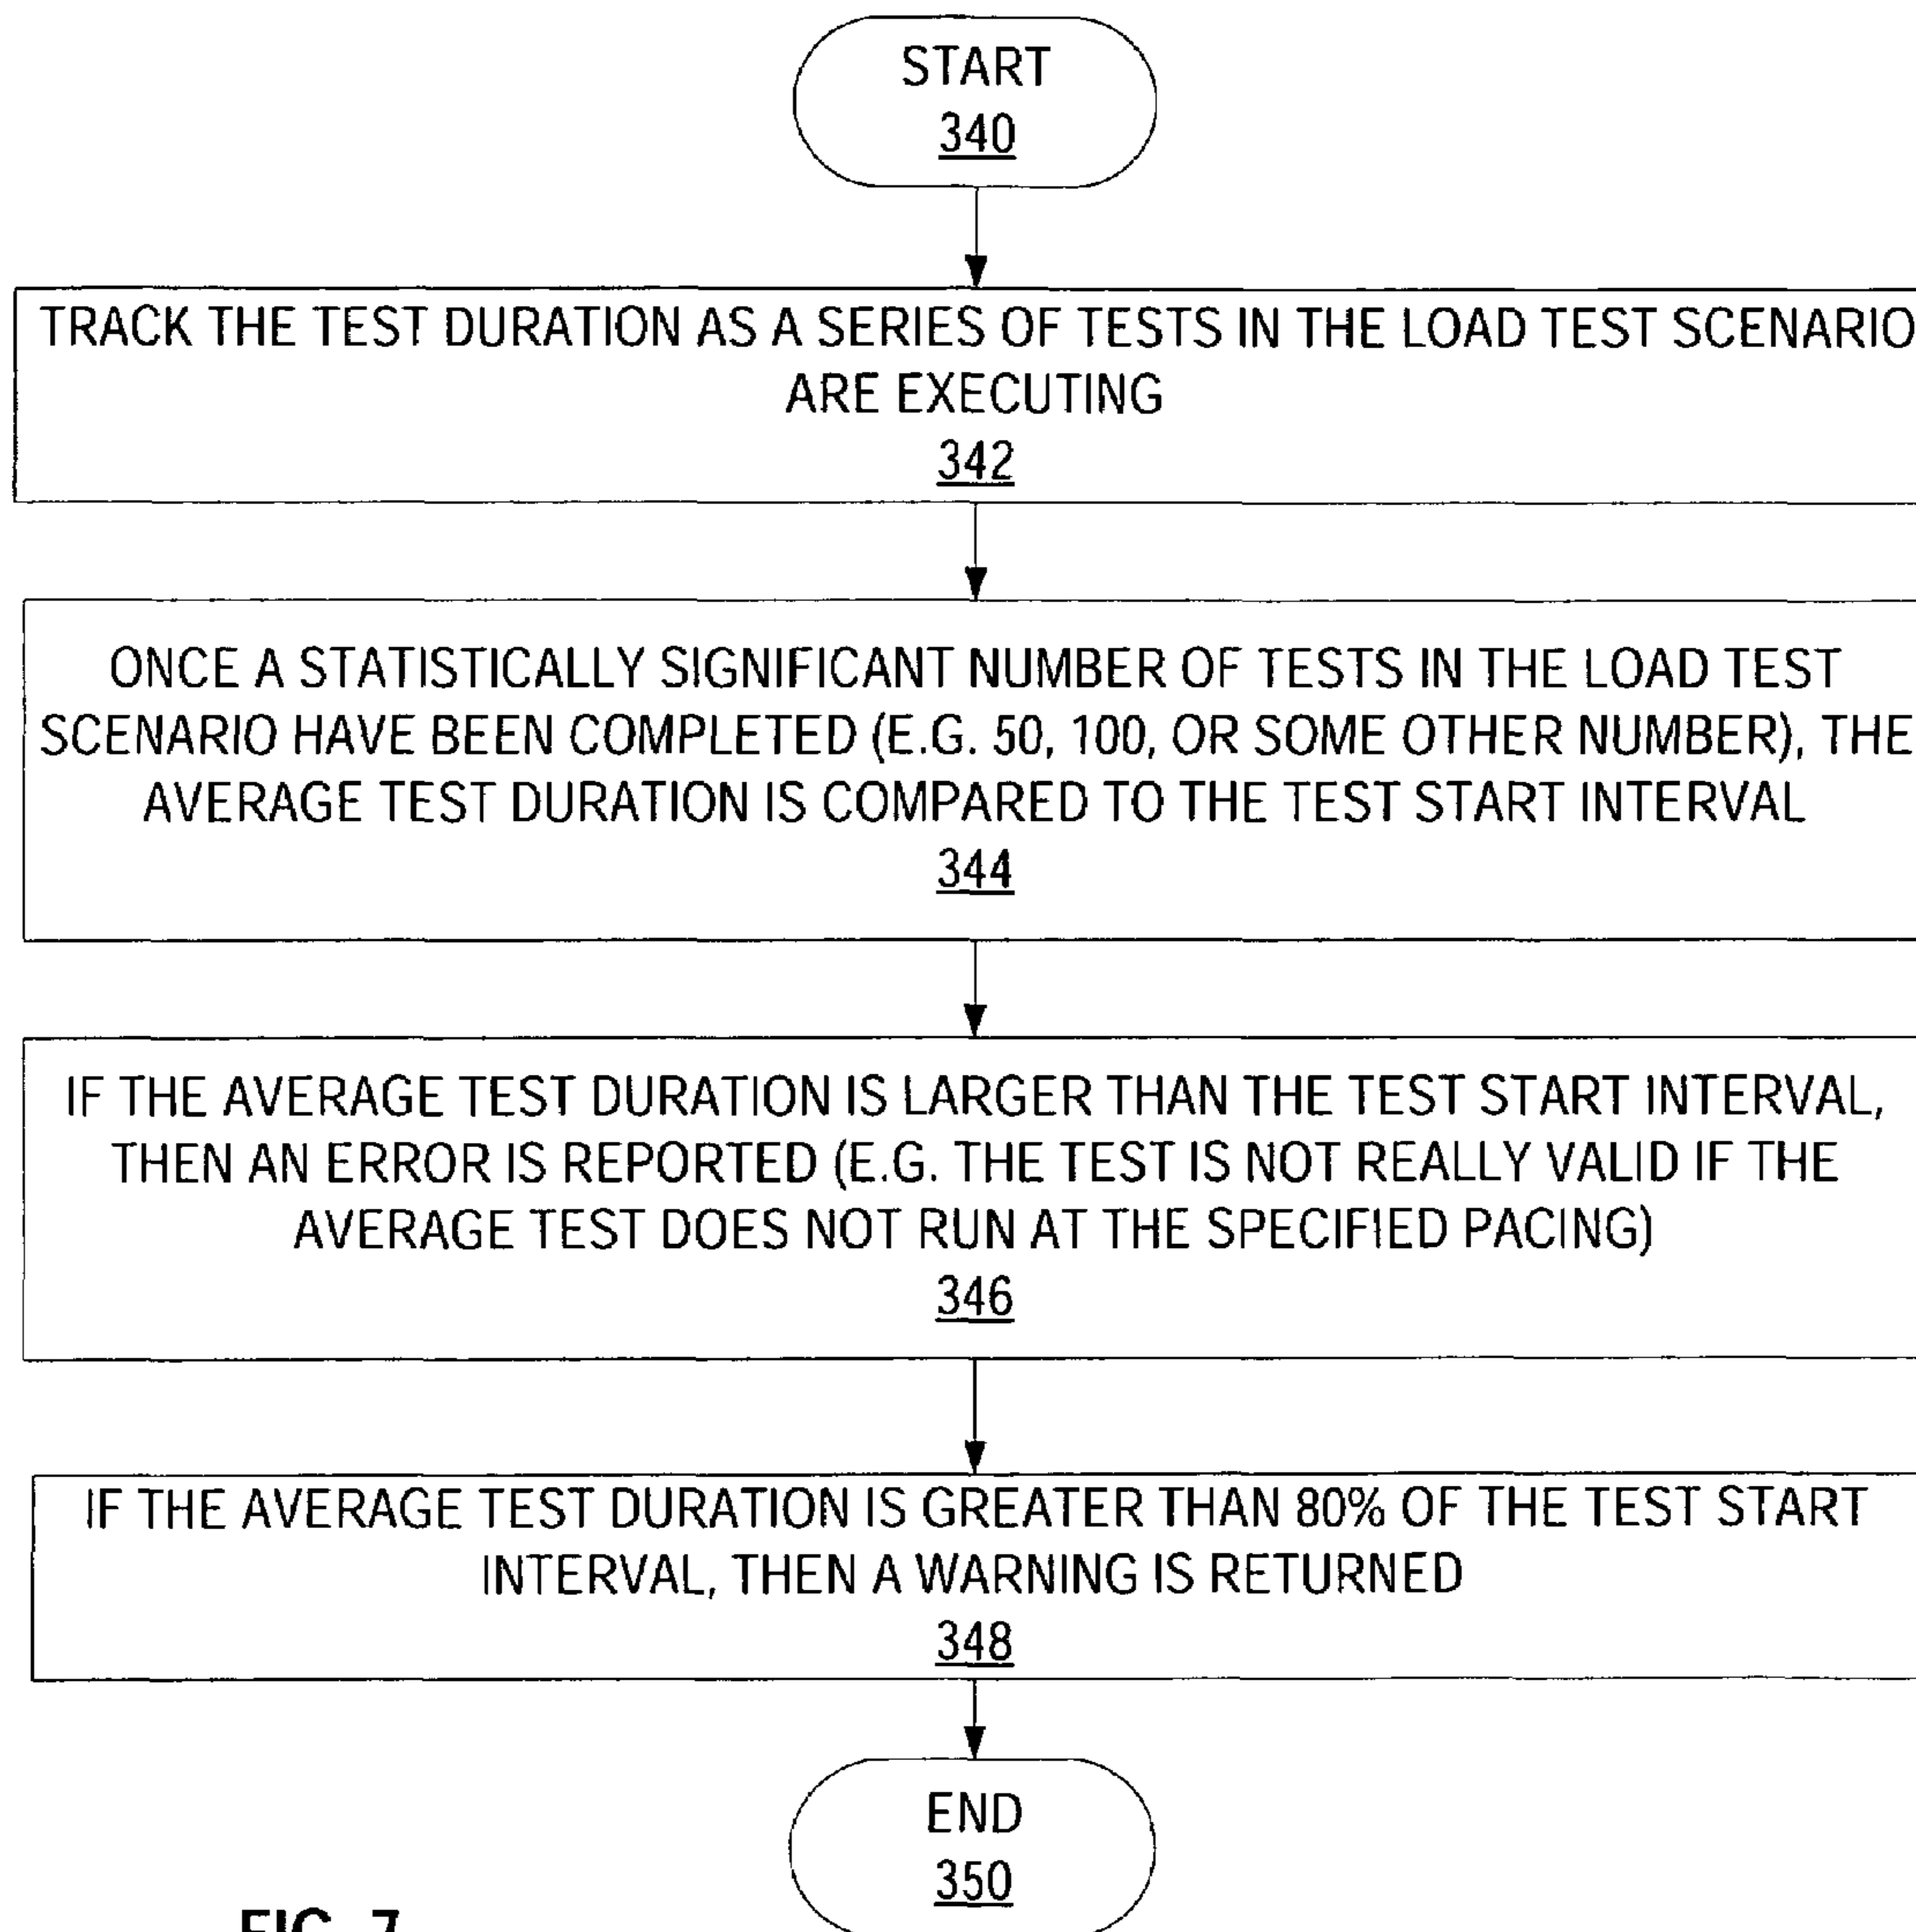 START
340
TRACK THE TEST DURATION AS A SERIES OF TESTS IN THE LOAD TEST SCENARIO
ARE EXECUTING
342
ONCE A STATISTICALLY SIGNIFICANT NUMBER OF TESTS IN THE LOAD TEST
SCENARIO HAVE BEEN COMPLETED (E.G. 50, 100, OR SOME OTHER NUMBER), THE
AVERAGE TEST DURATION IS COMPARED TO THE TEST START INTERVAL
344
IF THE AVERAGE TEST DURATION IS LARGER THAN THE TEST START INTERVAL,
THEN AN ERROR IS REPORTED (E.G. THE TEST IS NOT REALLY VALID IF THE
AVERAGE TEST DOES NOT RUN AT THE SPECIFIED PACING)
346
IF THE AVERAGE TEST DURATION IS GREATER THAN 80% OF THE TEST START
INTERVAL, THEN A WARNING IS RETURNED
348
END
350
FIG. 7